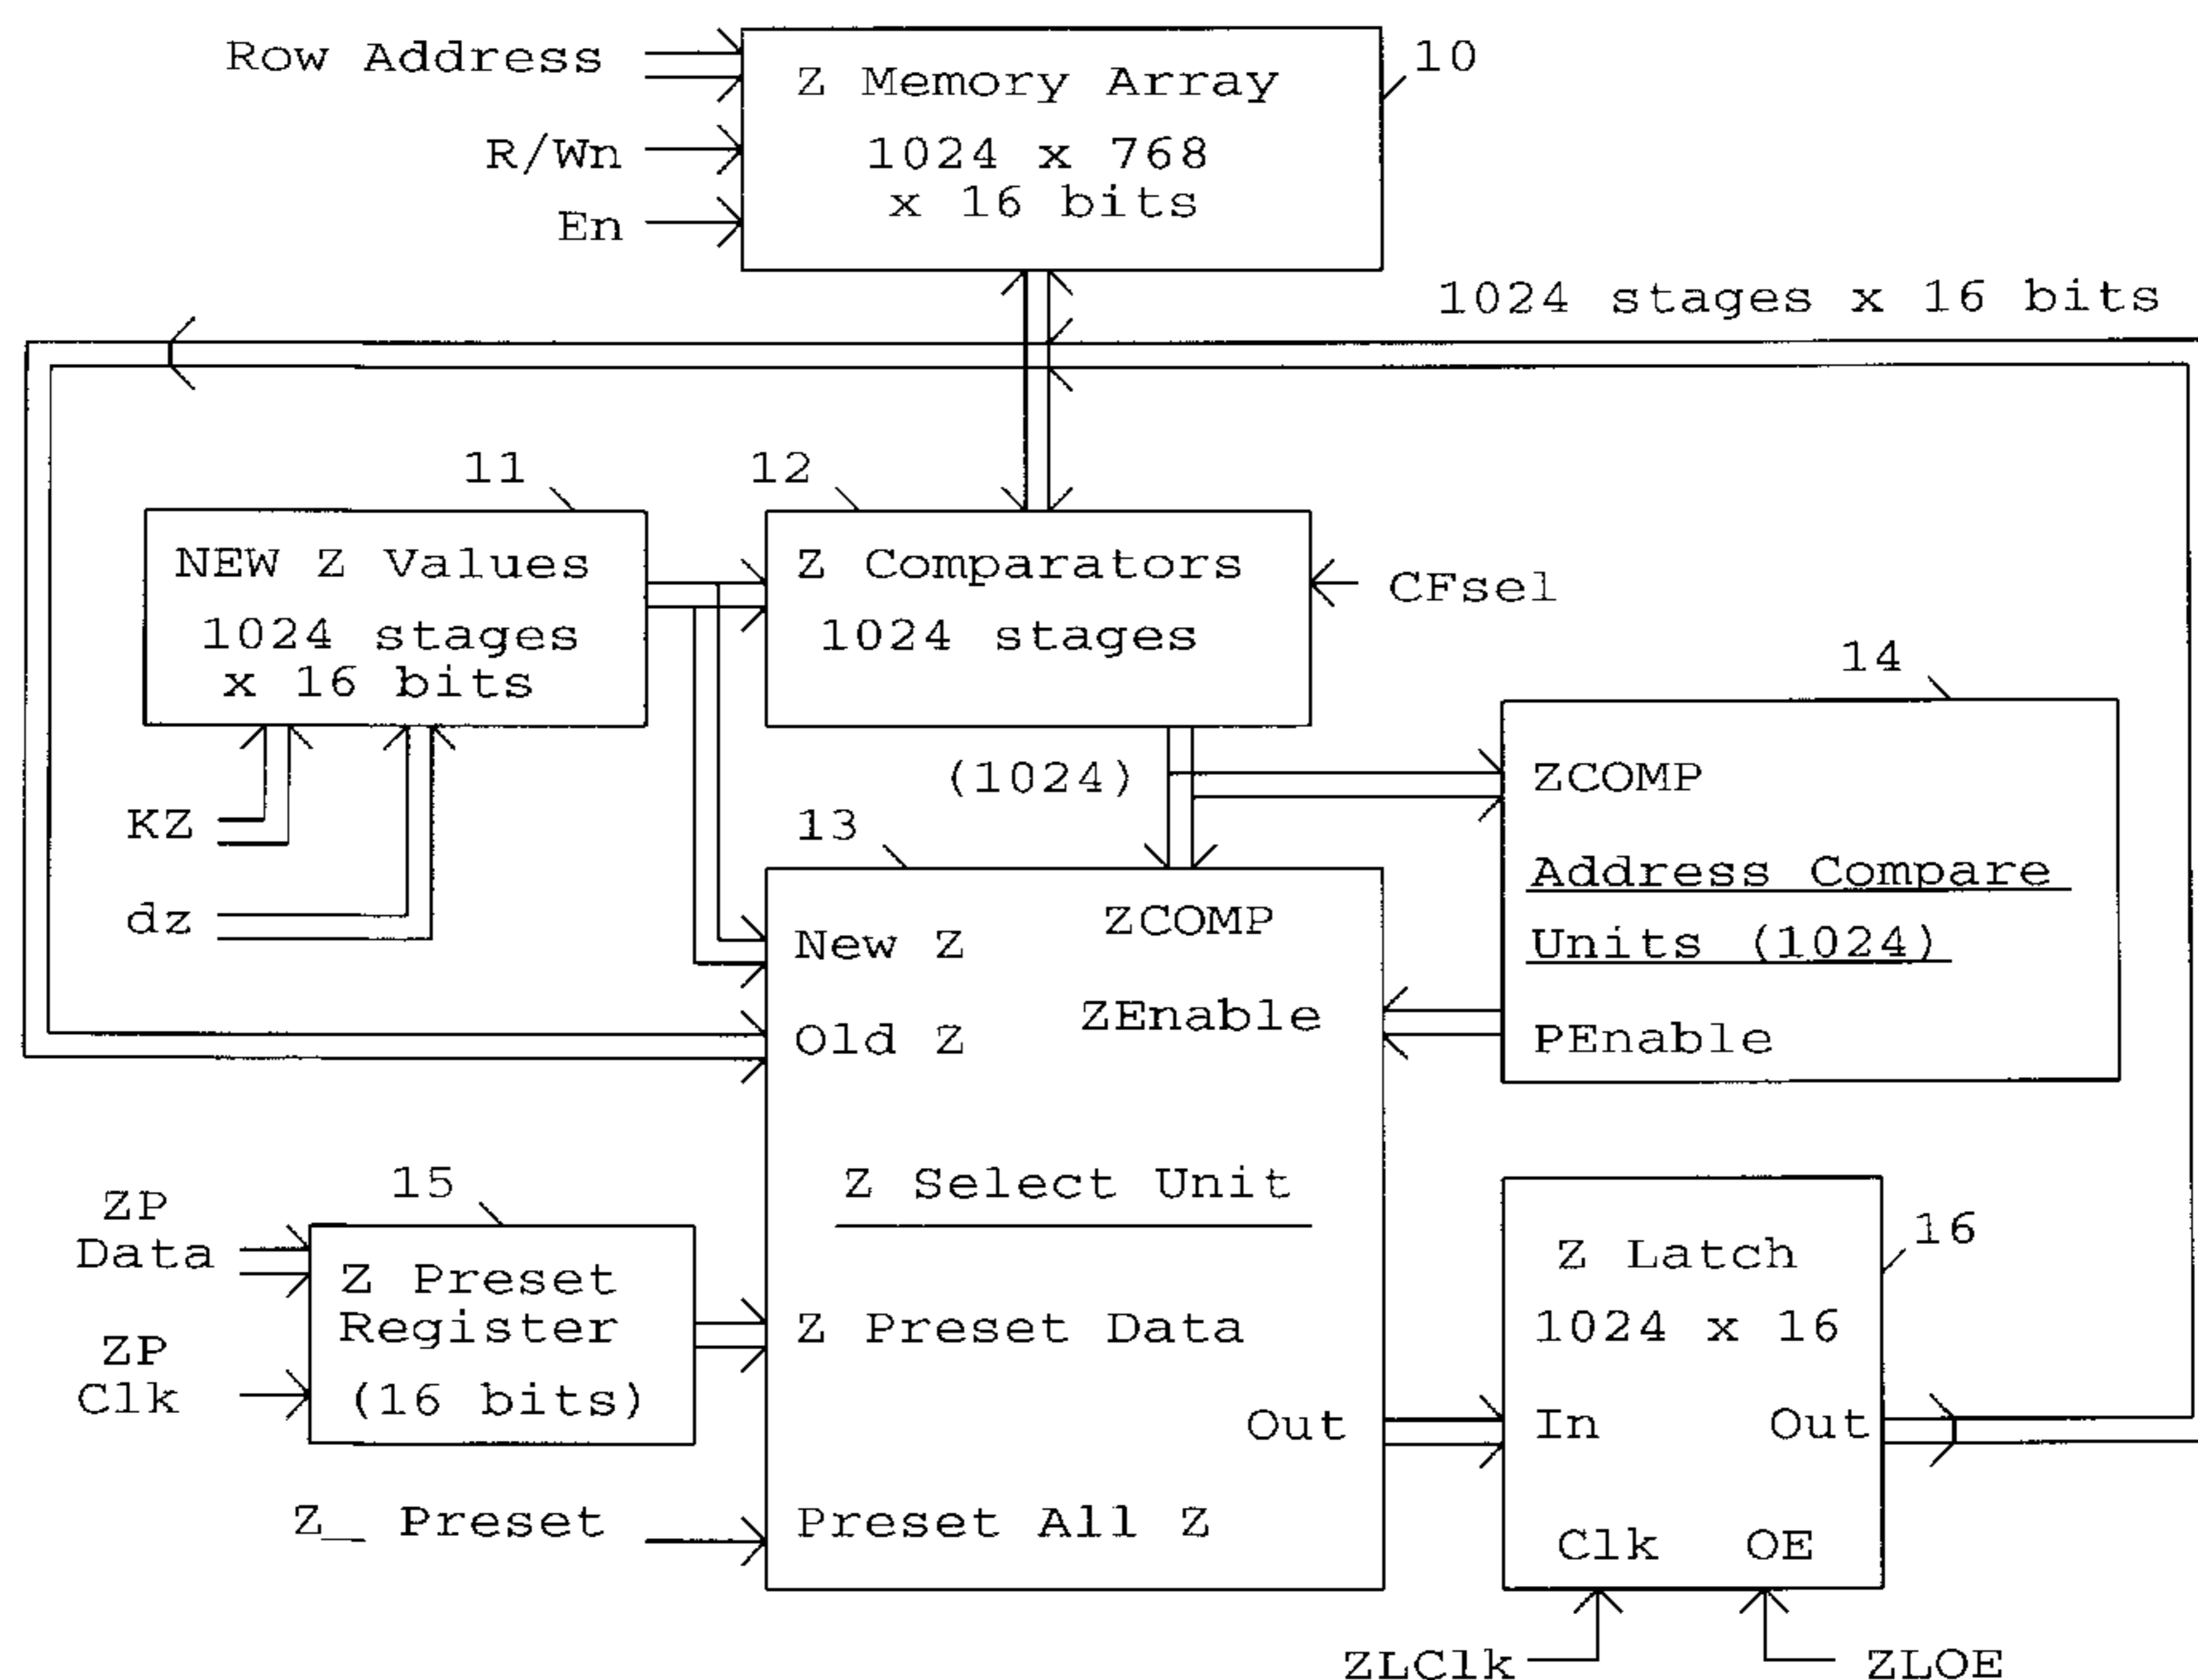 Row Address
R/Wn
En
Z Memory Array
1024 x 768
x 16 bits
10
1024 stages x 16 bits
11
NEW Z Values
1024 stages
x 16 bits
KZ
dz
12
Z Comparators
1024 stages
CFsel
(1024)
14
ZCOMP
Address Compare
Units (1024)
PEnable
13
ZCOMP
New Z
ZEnable
Old Z
Z Select Unit
Z Preset Data
Out
Preset All Z
ZP
Data
ZP
Clk
15
Z Preset
Register
(16 bits)
Z_ Preset
16
Z Latch
1024 x 16
In Out
Clk OE
ZLClk
ZLOE